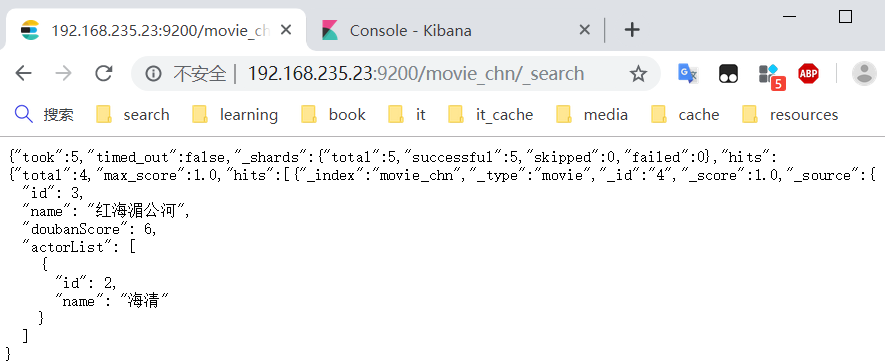 192.168.235.23:9200/movie_ch
Console - Kibana
不安全 | 192.168.235.23:9200/movie_chn/_search
5
ABP
搜索 search learning book it it_cache media cache resources
{"took":5,"timed_out":false,"_shards":{"total":5,"successful":5,"skipped":0,"failed":0},"hits":
{"total":4,"max_score":1.0,"hits":[{"_index":"movie_chn","_type":"movie","_id":"4","_score":1.0,"_source":{
"id": 3,
"name": "红海湄公河",
"doubanScore": 6,
"actorList": [
{
"id": 2,
"name": "海清"
}
]
}